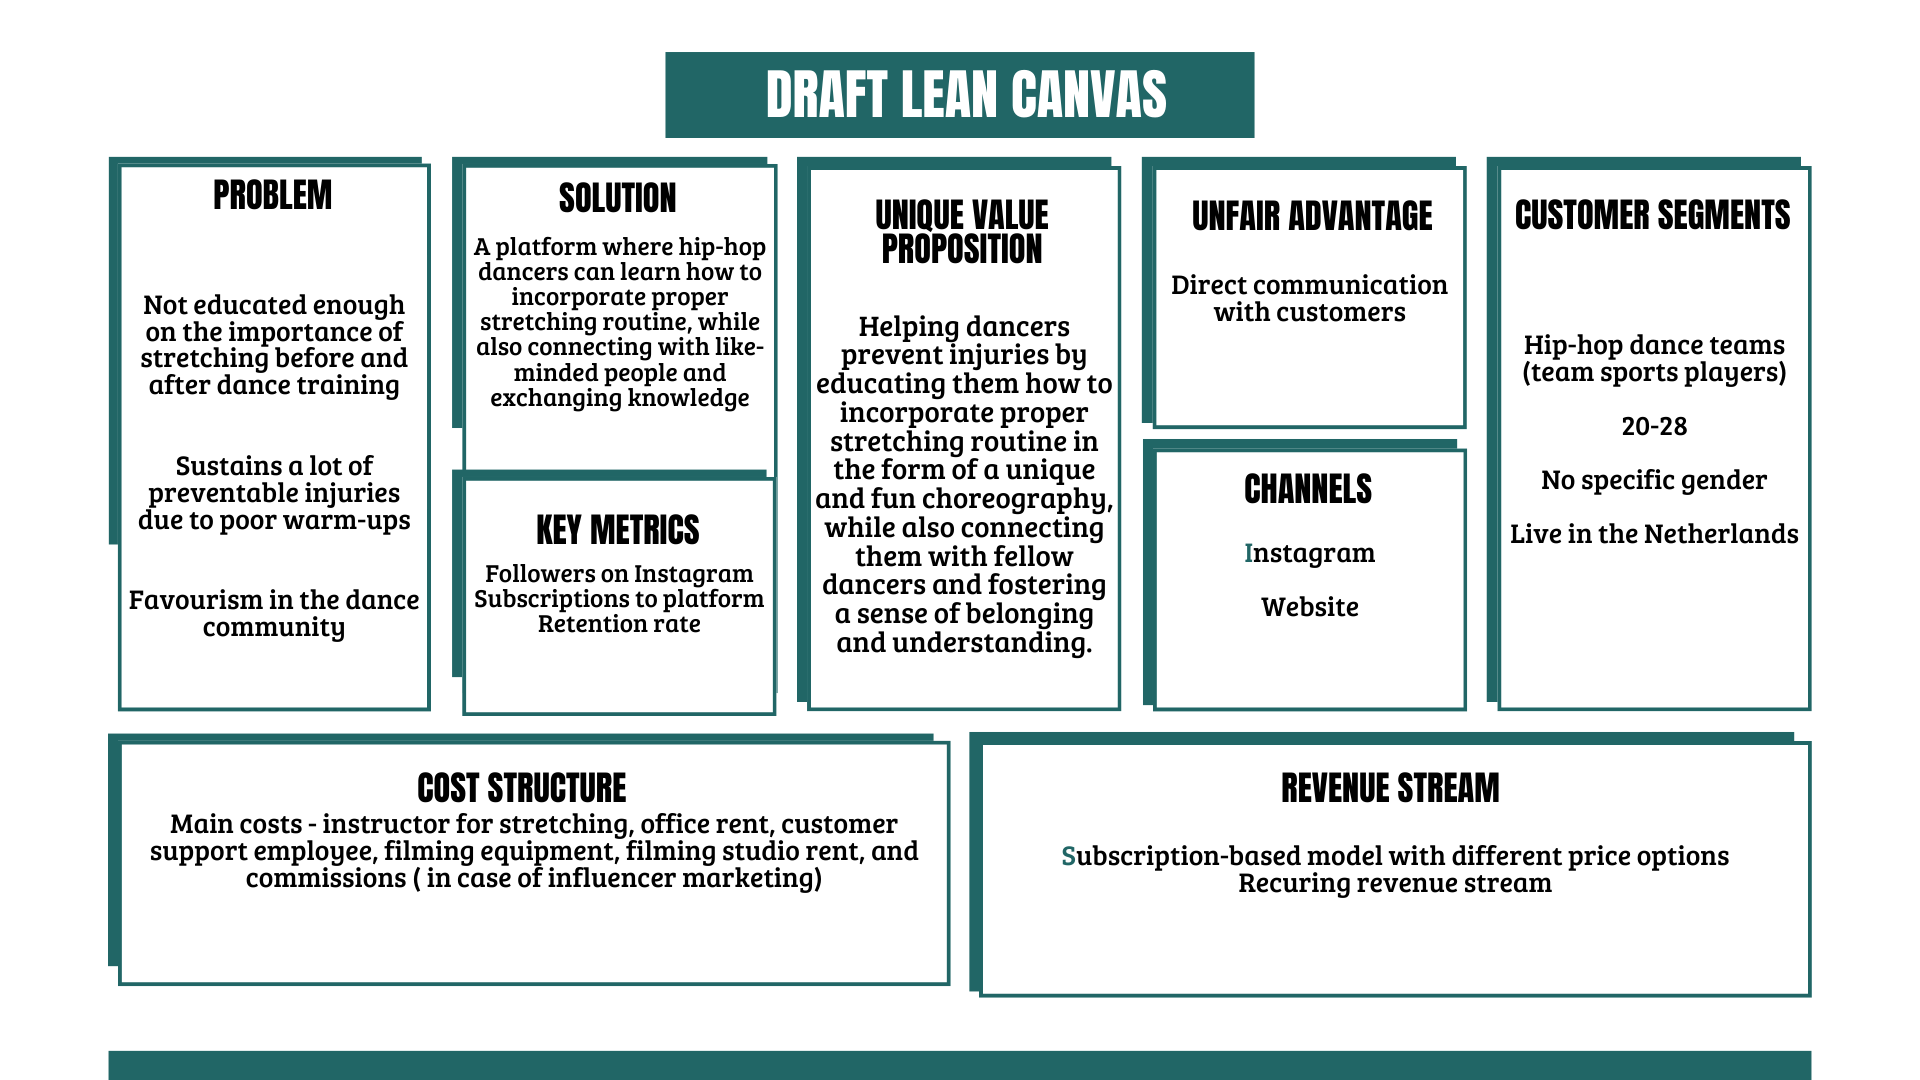 DRAFT LEAN CANVAS
PROBLEM
Not educated enough
on the importance of
stretching before and
after dance training
Sustains a lot of
preventable injuries
due to poor warm-ups
Favourism in the dance
community
SOLUTION
A platform where hip-hop
dancers can learn how to
incorporate proper
stretching routine, while
also connecting with like-
minded people and
exchanging knowledge
KEY METRICS
Followers on Instagram
Subscriptions to platform
Retention rate
UNIQUE VALUE
PROPOSITION
Helping dancers
prevent injuries by
educating them how to
incorporate proper
stretching routine in
the form of a unique
and fun choreography,
while also connecting
them with fellow
dancers and fostering
a sense of belonging
and understanding.
UNFAIR ADVANTAGE
Direct communication
with customers
CHANNELS
Instagram
Website
CUSTOMER SEGMENTS
Hip-hop dance teams
(team sports players)
20-28
No specific gender
Live in the Netherlands
COST STRUCTURE
Main costs - instructor for stretching, office rent, customer
support employee, filming equipment, filming studio rent, and
commissions ( in case of influencer marketing)
REVENUE STREAM
Subscription-based model with different price options
Recuring revenue stream